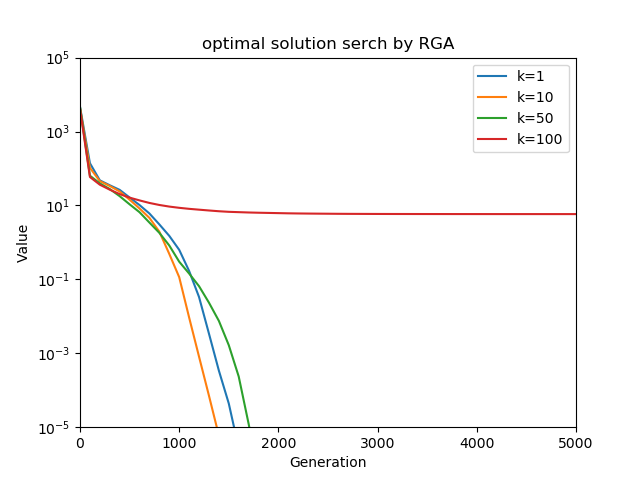 optimal solution serch by RGA
Value
10^5
10^3
10^1
10^−1
10^−3
10^−5
k=1
k=10
k=50
k=100
0 1000 2000 3000 4000 5000
Generation